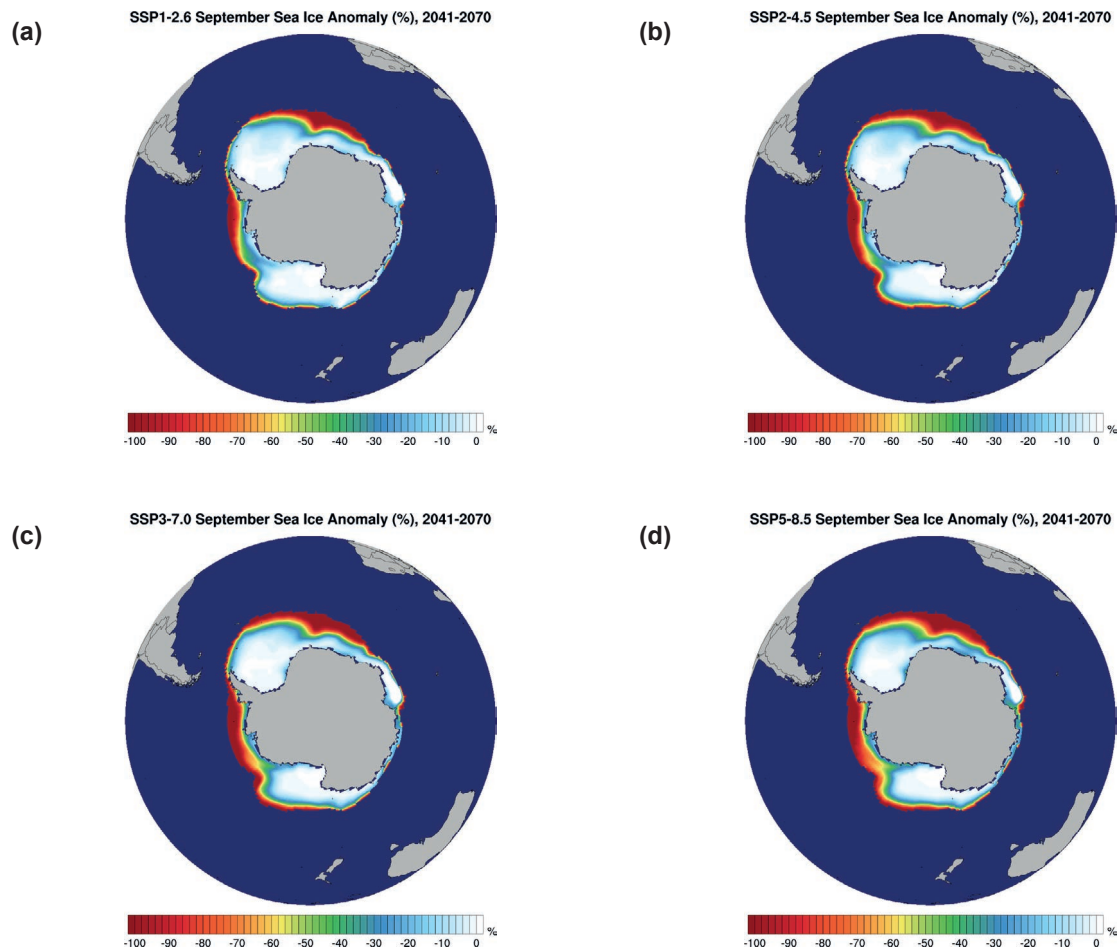 (a)
SSP1-2.6 September Sea Ice Anomaly (%), 2041-2070
-100 -90 -80 -70 -60 -50 -40 -30 -20 -10 0 %
(b)
SSP2-4.5 September Sea Ice Anomaly (%), 2041-2070
-100 -90 -80 -70 -60 -50 -40 -30 -20 -10 0 %
(c)
SSP3-7.0 September Sea Ice Anomaly (%), 2041-2070
-100 -90 -80 -70 -60 -50 -40 -30 -20 -10 0 %
(d)
SSP5-8.5 September Sea Ice Anomaly (%), 2041-2070
-100 -90 -80 -70 -60 -50 -40 -30 -20 -10 0 %